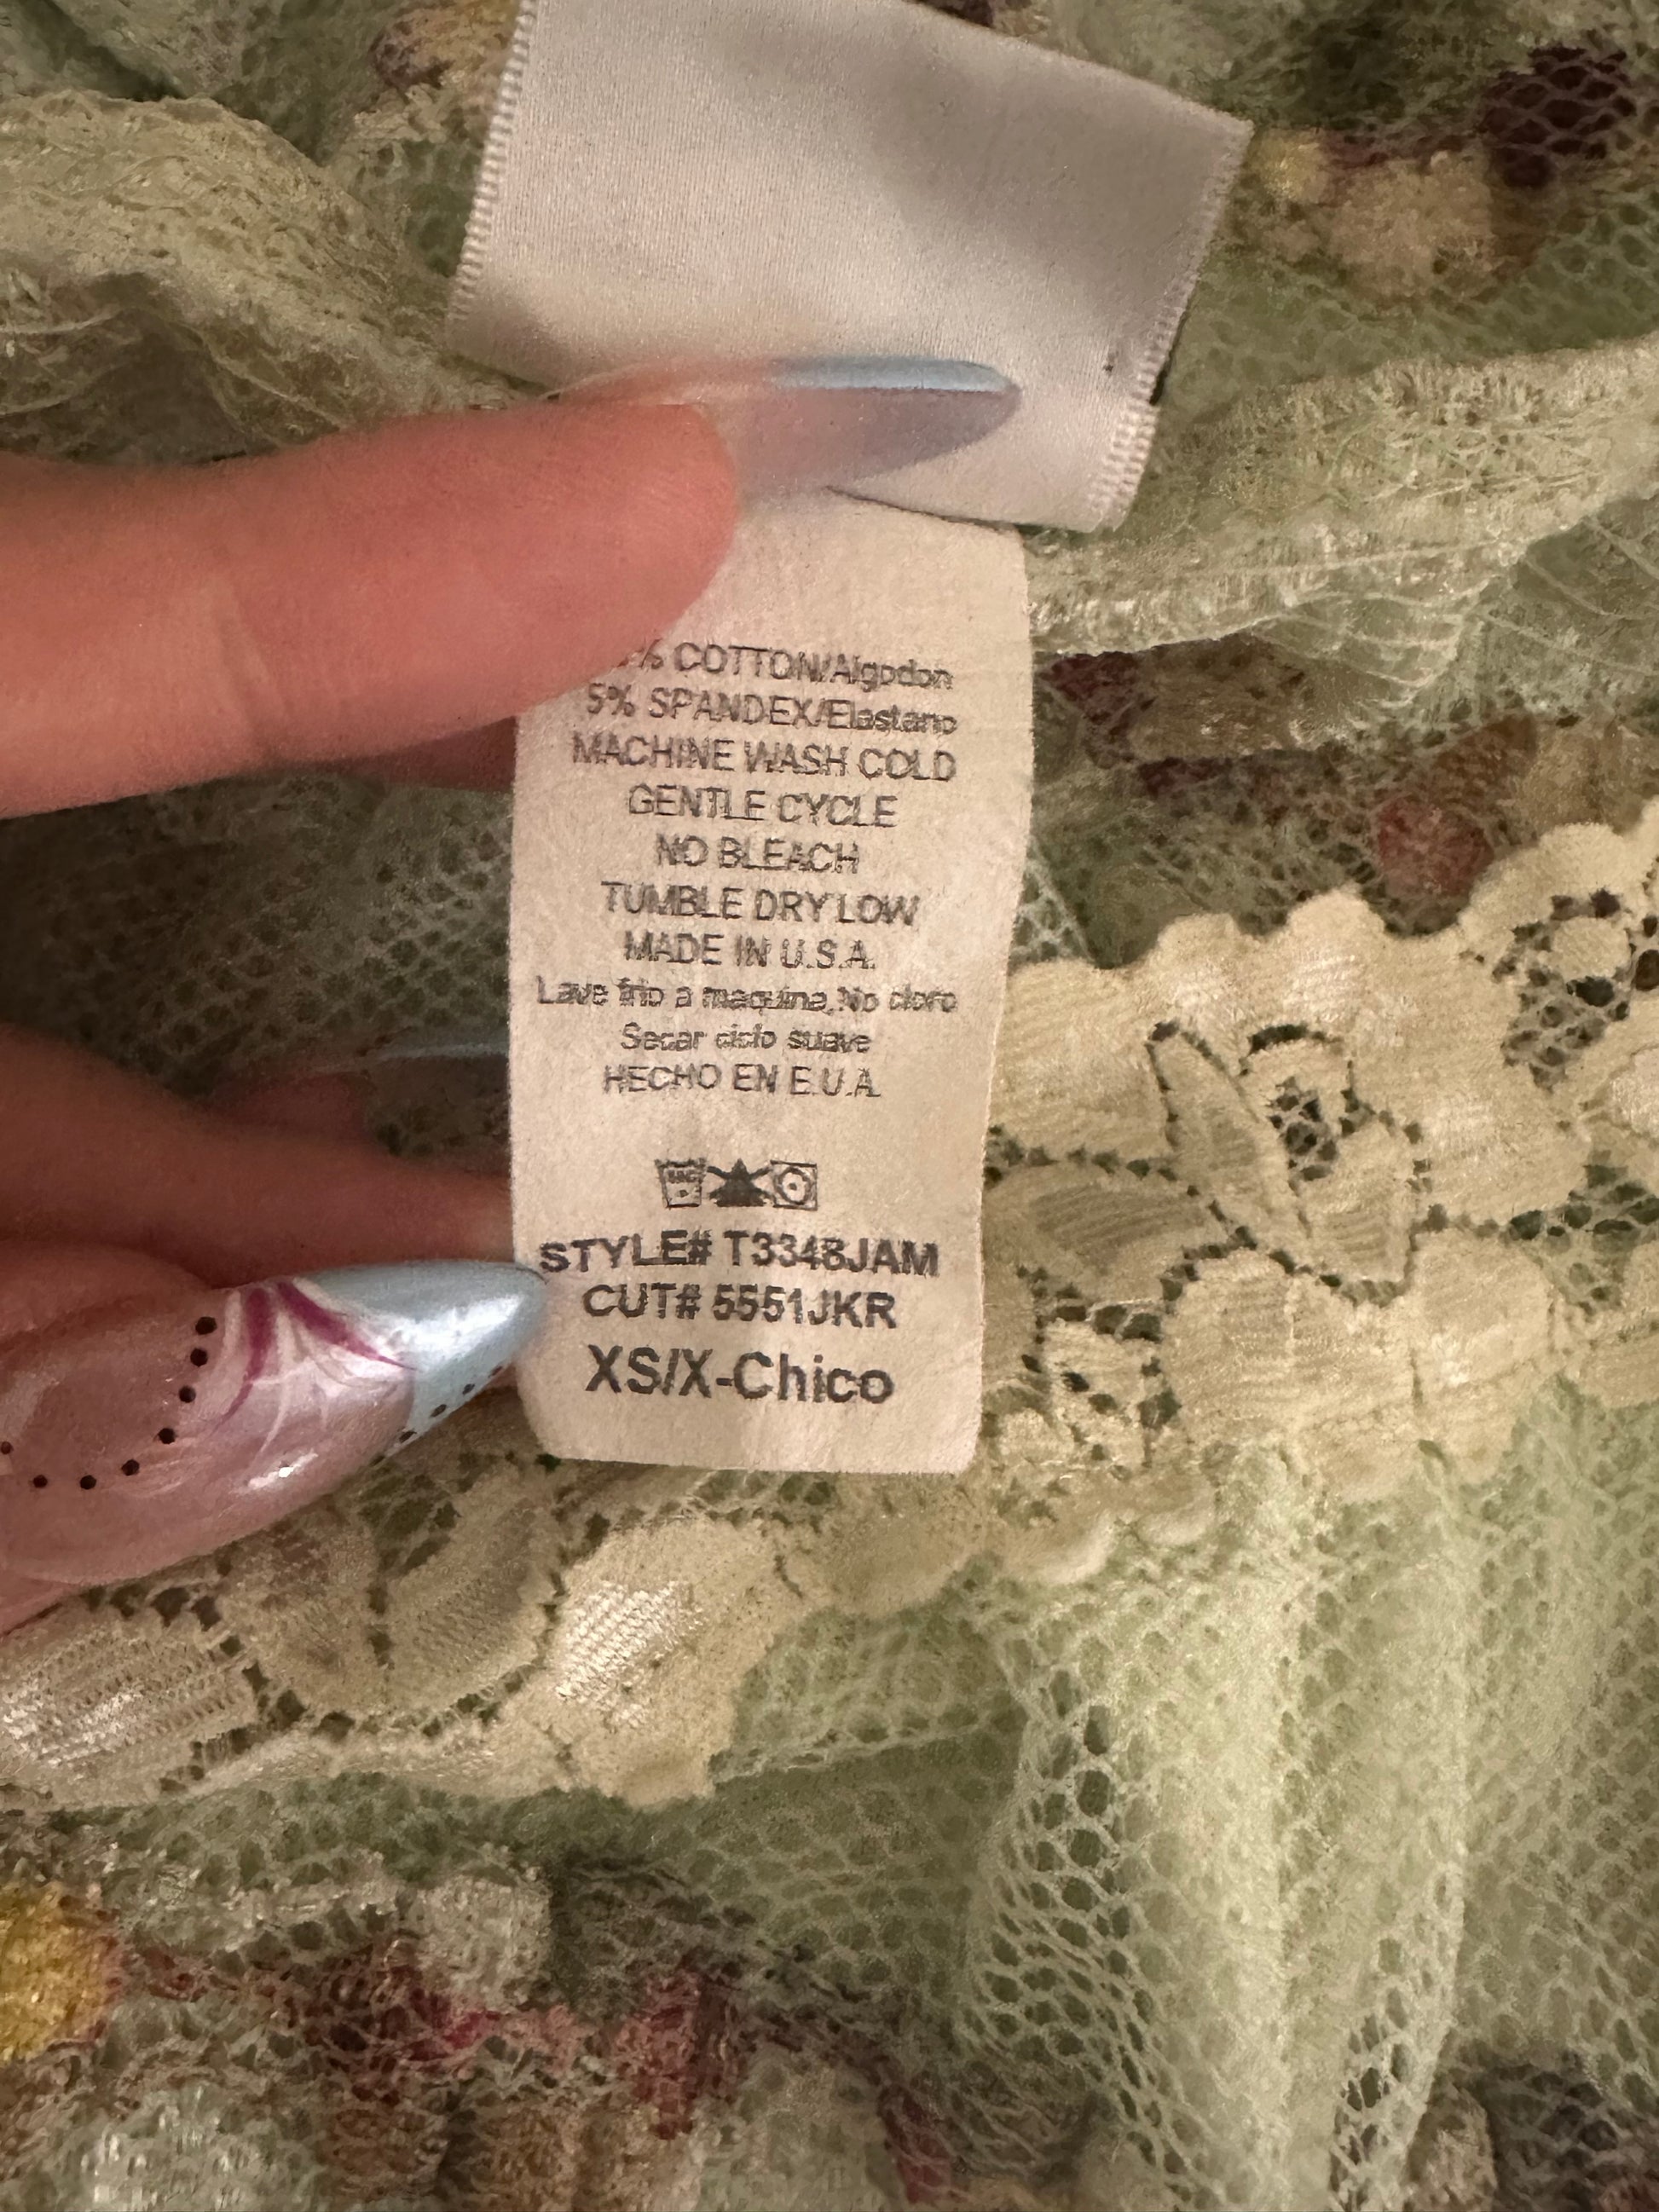 % COTTON/Algodon
5% SPANDEX/Elastano
MACHINE WASH COLD
GENTLE CYCLE
NO BLEACH
TUMBLE DRY LOW
MADE IN U.S.A.
Lave frio a maquina,No cloro
Secar ciclo suave
HECHO EN E.U.A.
STYLE# T3348JAM
CUT# 5551JKR
XS/X-Chico